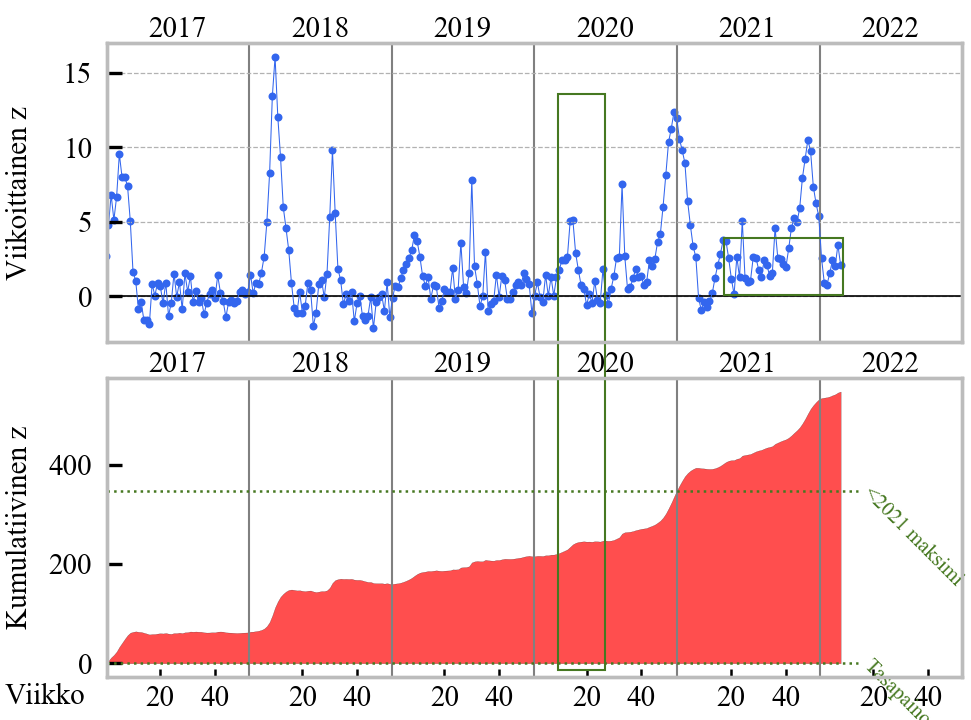 2017 2018 2019 2020 2021 2022
Viikoittainen z
15
10
5
0
2017 2018 2019 2020 2021 2022
Kumulatiivinen z
400
200
0
<2021 maksimi
Tasapaino
Viikko
20 40 20 40 20 40 20 40 20 40 20 40